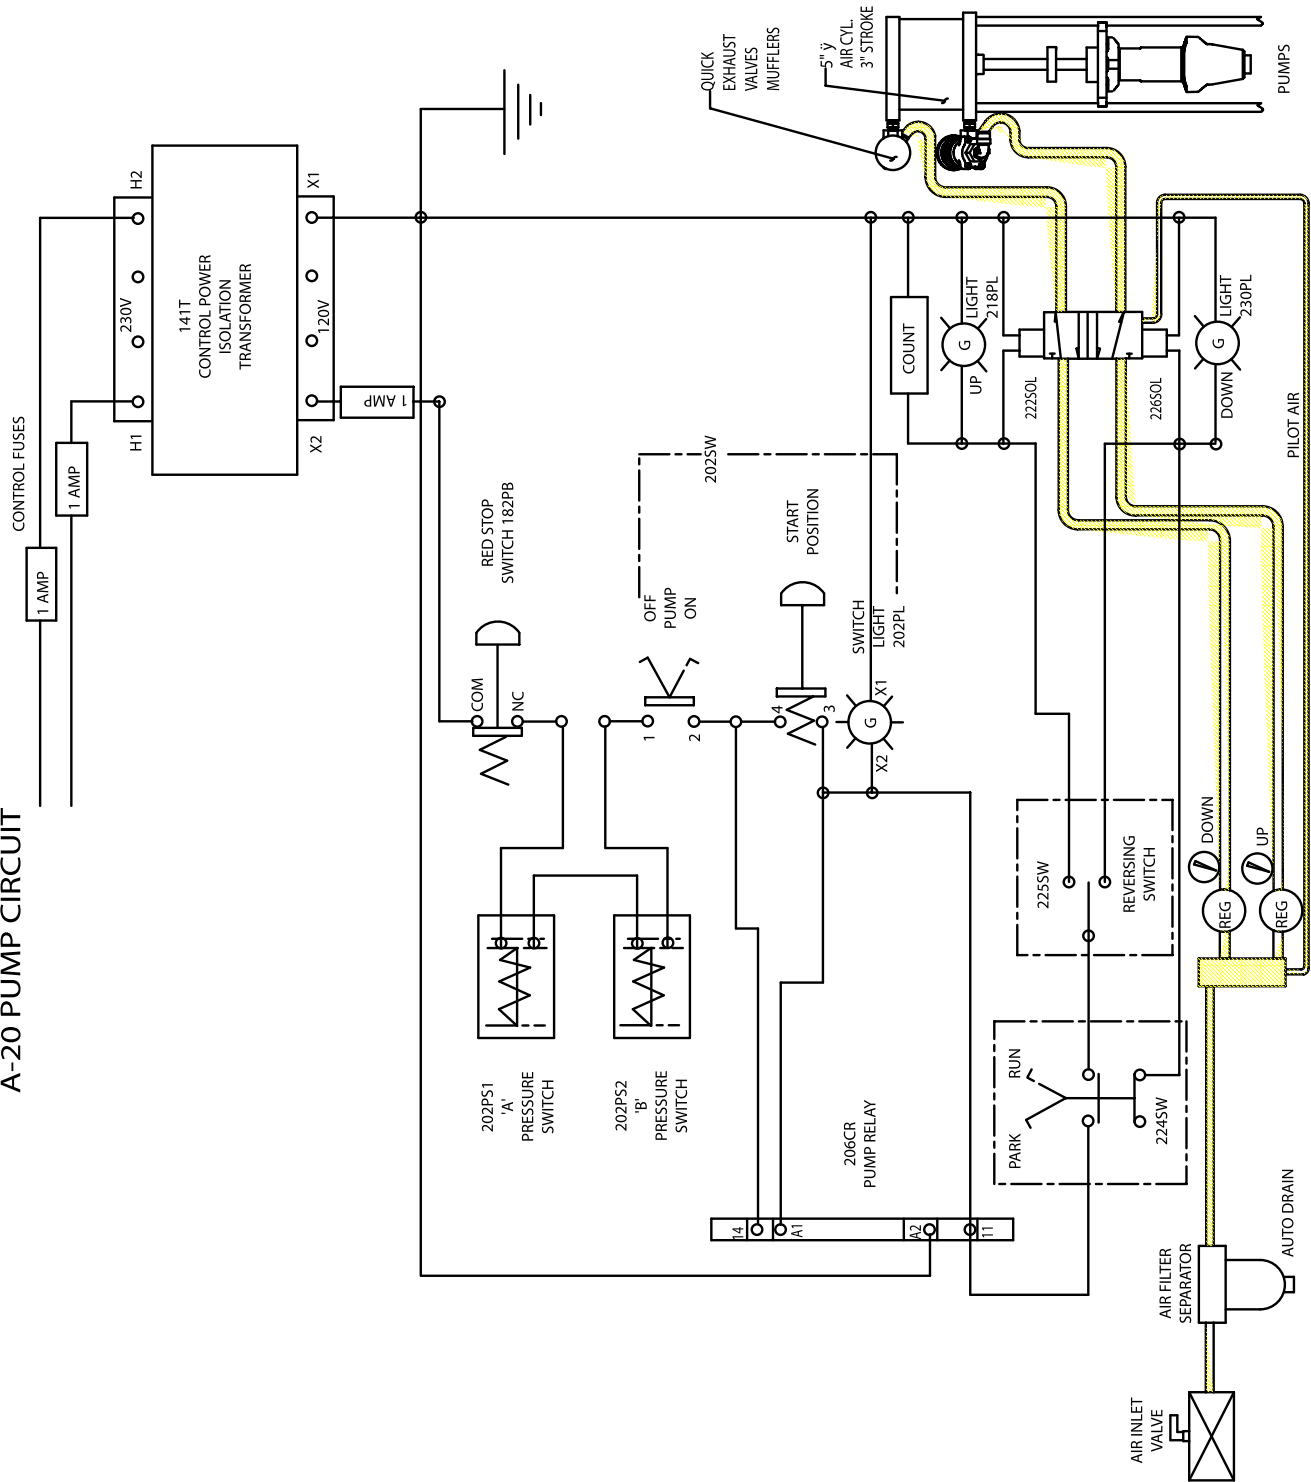 A-20 PUMP CIRCUIT
CONTROL FUSES
1 AMP
1 AMP
H1
H2
230V
141T
CONTROL POWER
ISOLATION
TRANSFORMER
120V
X2
X1
1 AMP
RED STOP
SWITCH 182PB
COM
NC
202PS1
'A'
PRESSURE
SWITCH
202PS2
'B'
PRESSURE
SWITCH
OFF
PUMP
ON
1
2
202SW
START
POSITION
4
3
SWITCH
LIGHT
202PL
X2
G
X1
206CR
PUMP RELAY
14
A1
A2
11
QUICK
EXHAUST
VALVES
MUFFLERS
5" ÿ
AIR CYL.
3" STROKE
PUMPS
COUNT
LIGHT
218PL
G
UP
222SOL
226SOL
LIGHT
230PL
G
DOWN
PILOT AIR
225SW
REVERSING
SWITCH
PARK
RUN
224SW
DOWN
UP
REG
REG
AIR INLET
VALVE
AIR FILTER
SEPARATOR
AUTO DRAIN